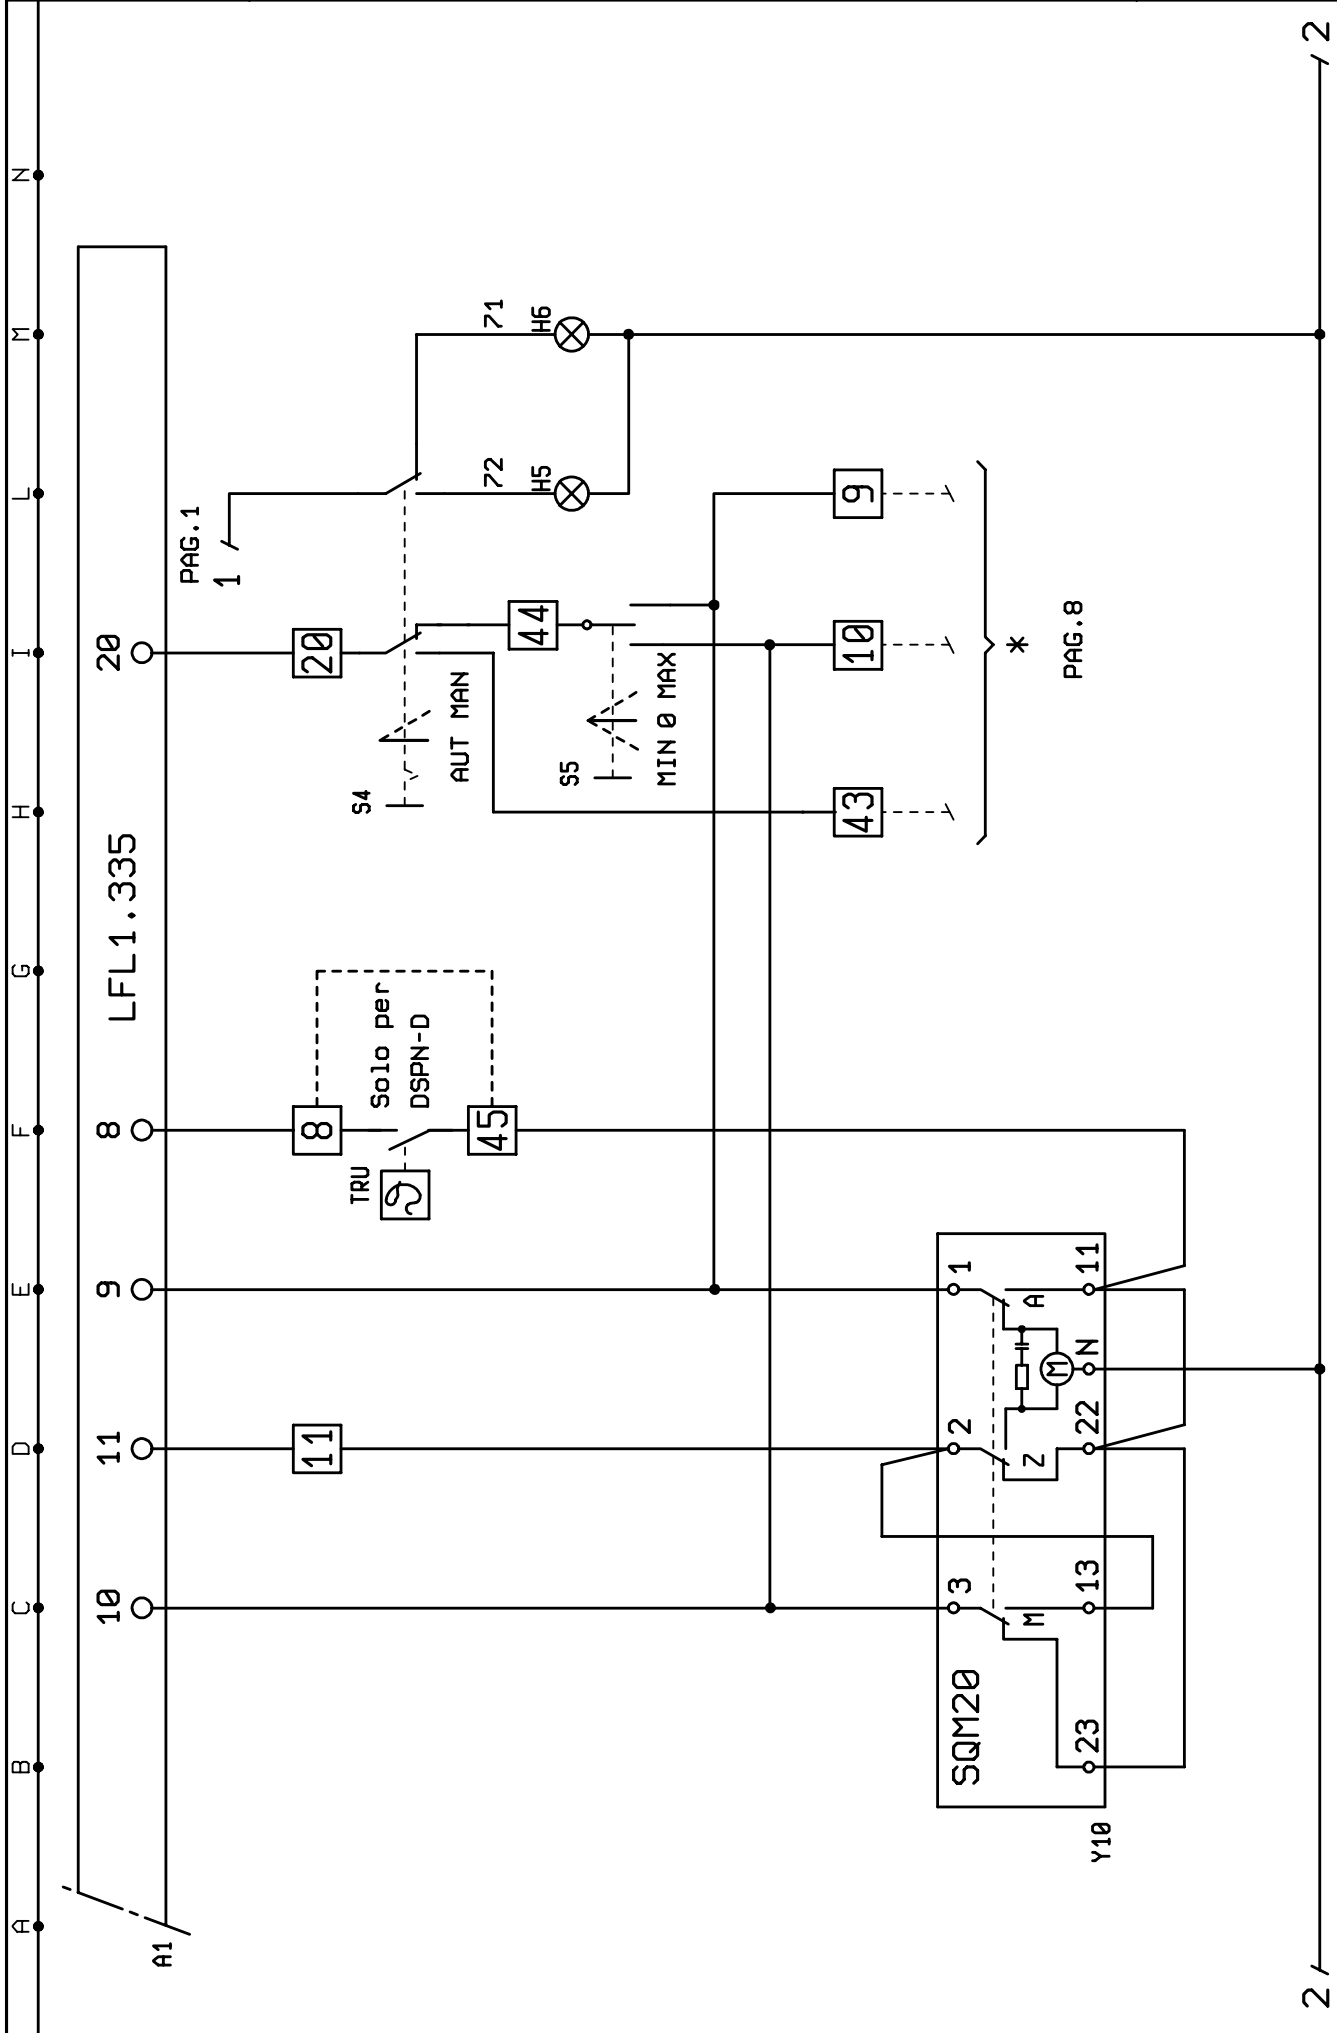 A B C D E F G H I L M N
A1
LFL1.335
10 11 9 8 20
PAG.1
1
11
8
20
TRU
Solo per
DSPN-D
45
S4
AUT MAN
44
71
72
H6
H5
S5
MIN 0 MAX
43 10 9
*
PAG.8
SQM20
3 2 1
M Z A
M
23 13 22 N 11
Y10
2 2